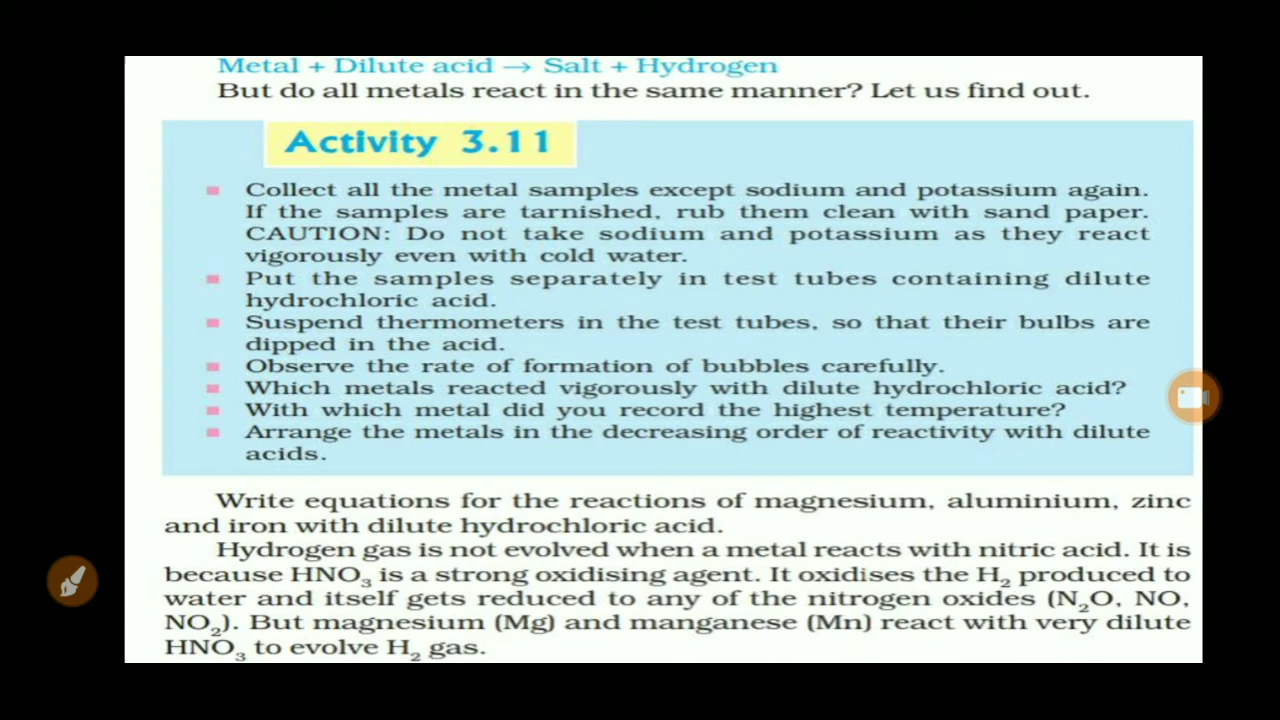 Metal + Dilute acid → Salt + Hydrogen
But do all metals react in the same manner? Let us find out.
Activity 3.11
Collect all the metal samples except sodium and potassium again.
If the samples are tarnished, rub them clean with sand paper.
CAUTION: Do not take sodium and potassium as they react
vigorously even with cold water.
Put the samples separately in test tubes containing dilute
hydrochloric acid.
Suspend thermometers in the test tubes, so that their bulbs are
dipped in the acid.
Observe the rate of formation of bubbles carefully.
Which metals reacted vigorously with dilute hydrochloric acid?
With which metal did you record the highest temperature?
Arrange the metals in the decreasing order of reactivity with dilute
acids.
Write equations for the reactions of magnesium, aluminium, zinc
and iron with dilute hydrochloric acid.
Hydrogen gas is not evolved when a metal reacts with nitric acid. It is
because HNO₃ is a strong oxidising agent. It oxidises the H₂ produced to
water and itself gets reduced to any of the nitrogen oxides (N₂O, NO,
NO₂). But magnesium (Mg) and manganese (Mn) react with very dilute
HNO₃ to evolve H₂ gas.